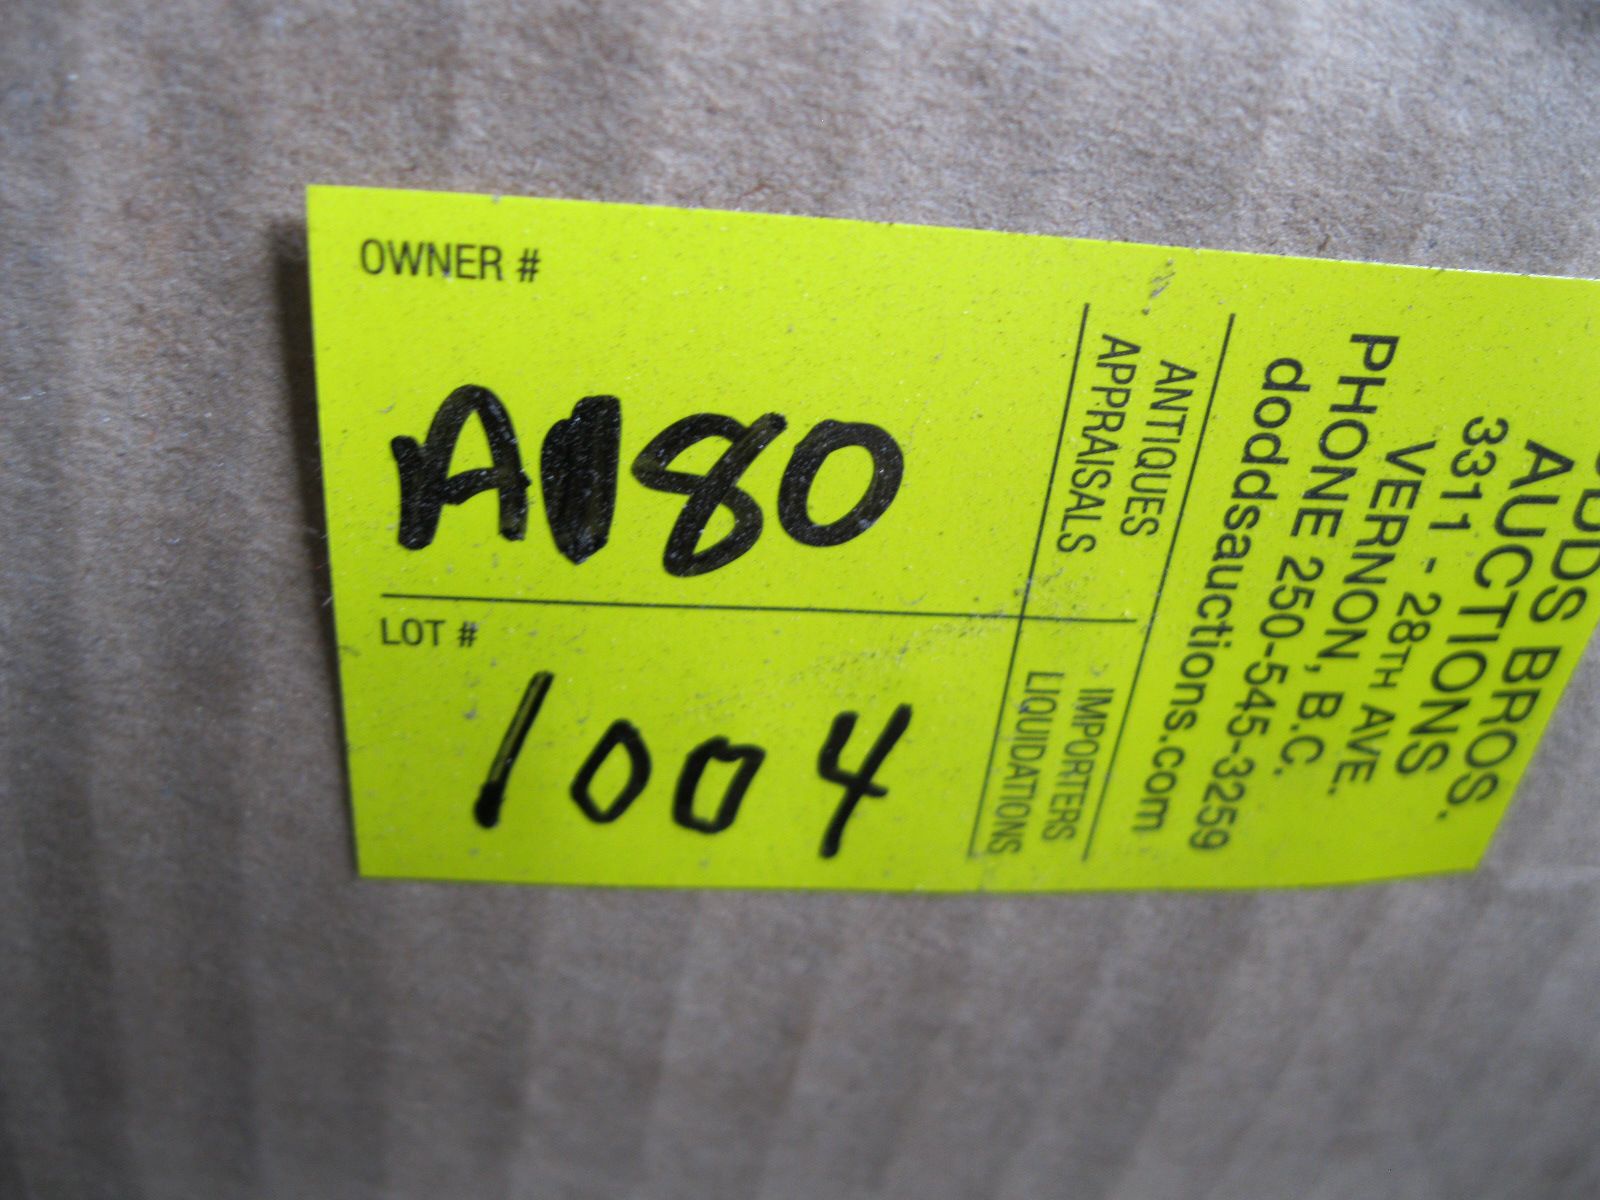 OWNER #
A180
LOT #
1004
ANTIQUES
APPRAISALS
IMPORTERS
LIQUIDATIONS
BROS.
AUCTIONS
3311 - 28TH AVE.
VERNON, B.C.
PHONE 250-545-3259
doddsauctions.com